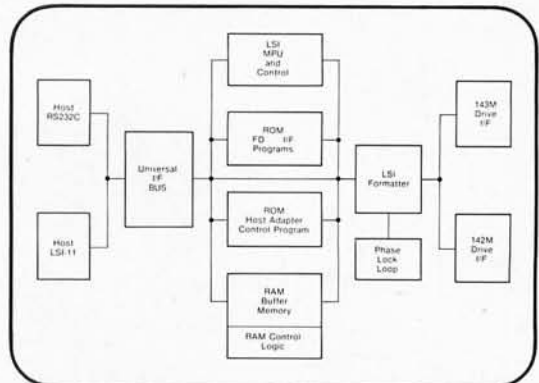 LSI
MPU
and
Control
Host
RS232C
ROM
FD I/F
Programs
143M
Drive
I/F
Universal
I/F
BUS
LSI
Formatter
Host
LSI-11
ROM
Host Adapter
Control Program
Phase
Lock
Loop
142M
Drive
I/F
RAM
Buffer
Memory
RAM Control
Logic